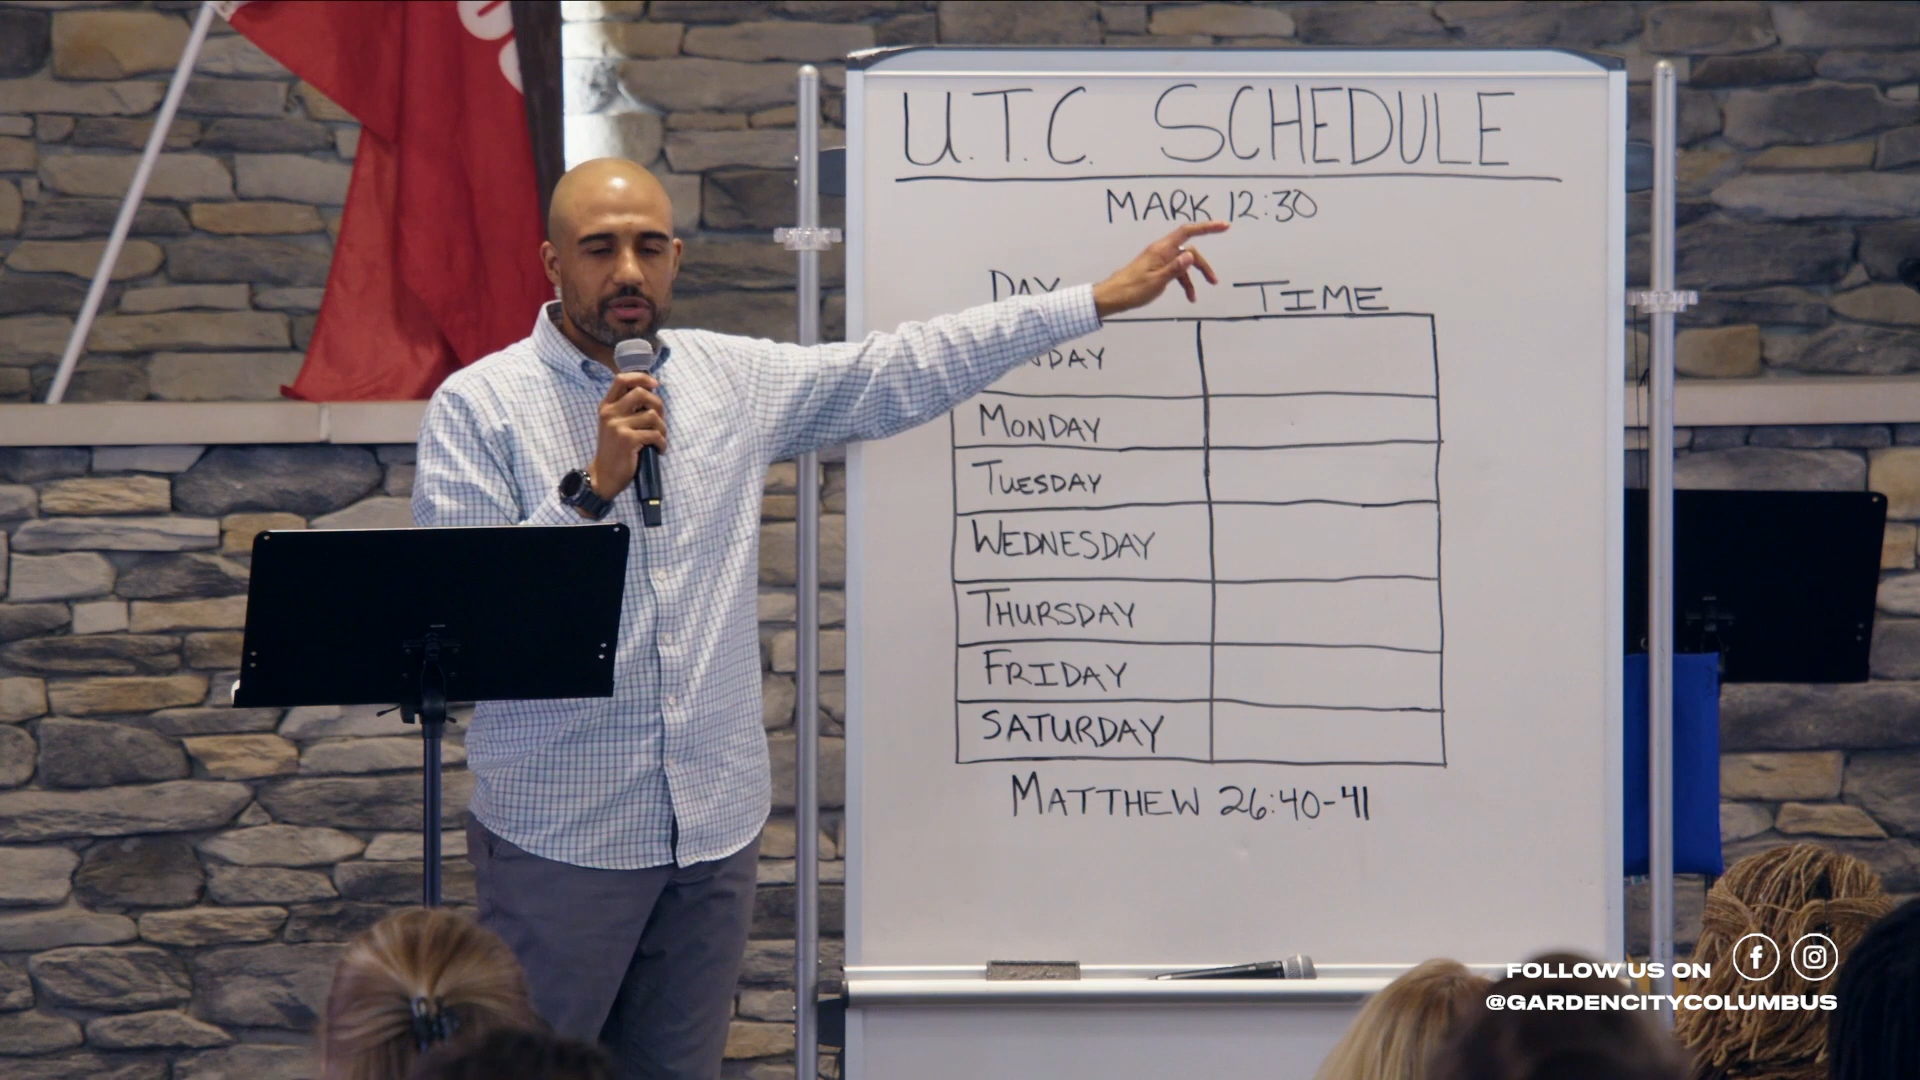 U.T.C. SCHEDULE
MARK 12:30
DAY TIME
MONDAY
TUESDAY
WEDNESDAY
THURSDAY
FRIDAY
SATURDAY
MATTHEW 26:40-41
FOLLOW US ON
@GARDENCITYCOLUMBUS